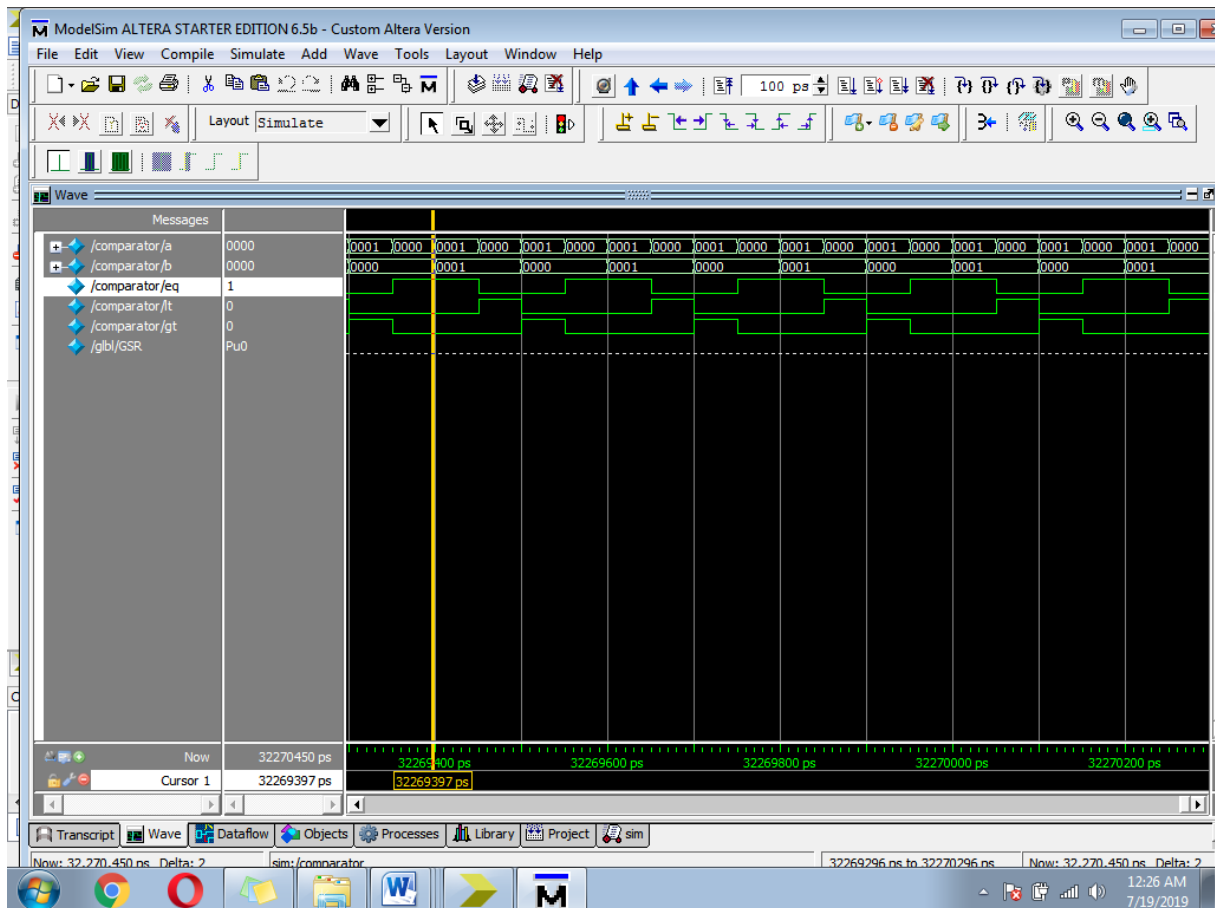 ModelSim ALTERA STARTER EDITION 6.5b - Custom Altera Version
File Edit View Compile Simulate Add Wave Tools Layout Window Help
100 ps
Layout Simulate
Wave
Messages
/comparator/a 0000 0001 0000 0001 0000 0001 0000 0001 0000 0001 0000 0001 0000 0001 0000 0001 0000 0001 0000 0001 0000
/comparator/b 0000 0000 0001 0000 0001 0000 0001 0000 0001 0000 0001
/comparator/eq 1
/comparator/lt 0
/comparator/gt 0
/glbl/GSR Pu0
Now 32270450 ps 32269400 ps 32269600 ps 32269800 ps 32270000 ps 32270200 ps
Cursor 1 32269397 ps 32269397 ps
Transcript Wave Dataflow Objects Processes Library Project sim
Now: 32,270,450 ps Delta: 2 sim:/comparator 32269296 ps to 32270296 ps Now: 32,270,450 ps Delta: 2
12:26 AM
7/19/2019